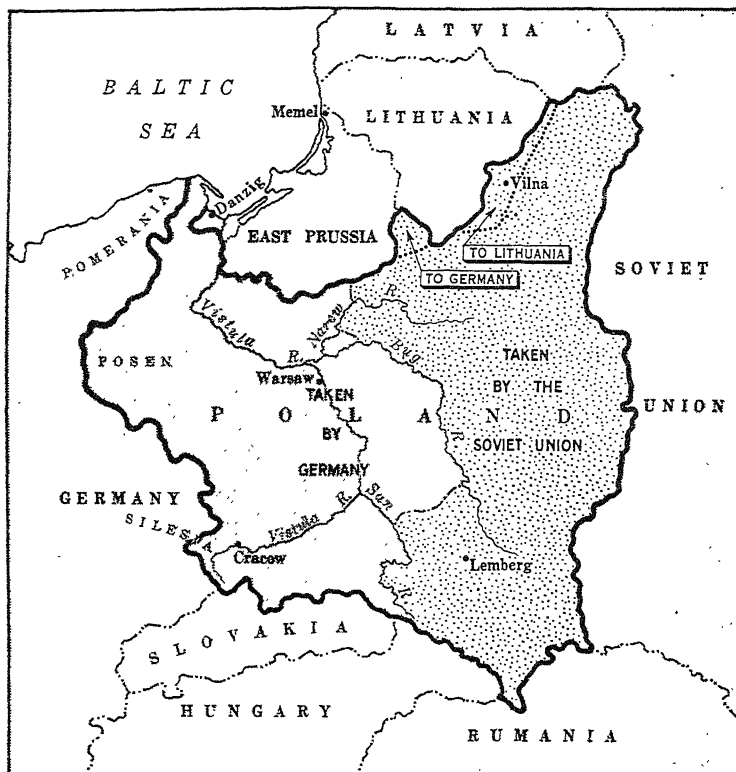 LATVIA
BALTIC
SEA
Memel
LITHUANIA
Vilna
Danzig
POMERANIA
EAST PRUSSIA
TO LITHUANIA
TO GERMANY
SOVIET
UNION
Vistula
R.
Narew
R.
Bug
R.
POSEN
Warsaw
TAKEN
BY
GERMANY
POLAND
TAKEN
BY THE
SOVIET UNION
GERMANY
SILESIA
Vistula
R.
San
R.
Cracow
Lemberg
SLOVAKIA
HUNGARY
RUMANIA